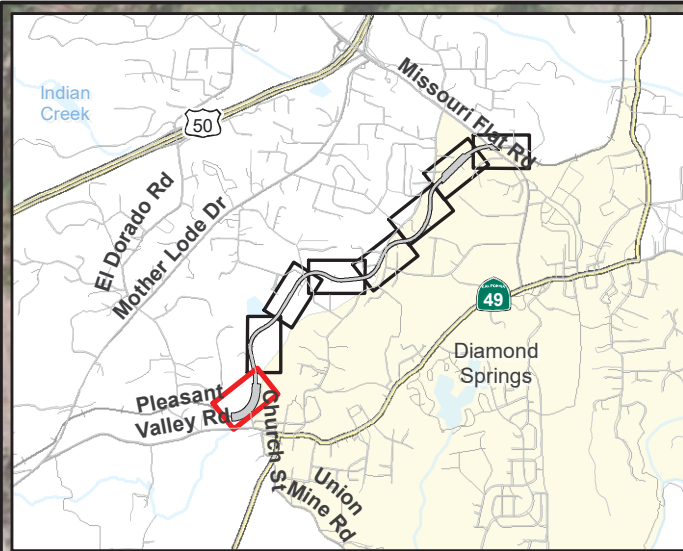 Missouri Flat Rd
Indian
Creek
50
El Dorado Rd
Mother Lode Dr
49
Diamond
Springs
Pleasant
Valley Rd
Church St
Union
Mine Rd